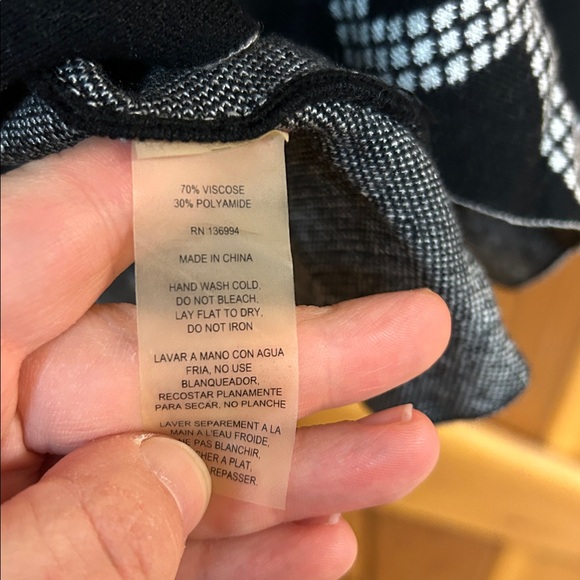 70% VISCOSE
30% POLYAMIDE
RN 136994
MADE IN CHINA
HAND WASH COLD.
DO NOT BLEACH.
LAY FLAT TO DRY.
DO NOT IRON
LAVAR A MANO CON AGUA
FRIA, NO USE
BLANQUEADOR,
RECOSTAR PLANAMENTE
PARA SECAR, NO PLANCHE
LAVER SEPAREMENT A LA
MAIN A L'EAU FROIDE,
PAS BLANCHIR,
A PLAT,